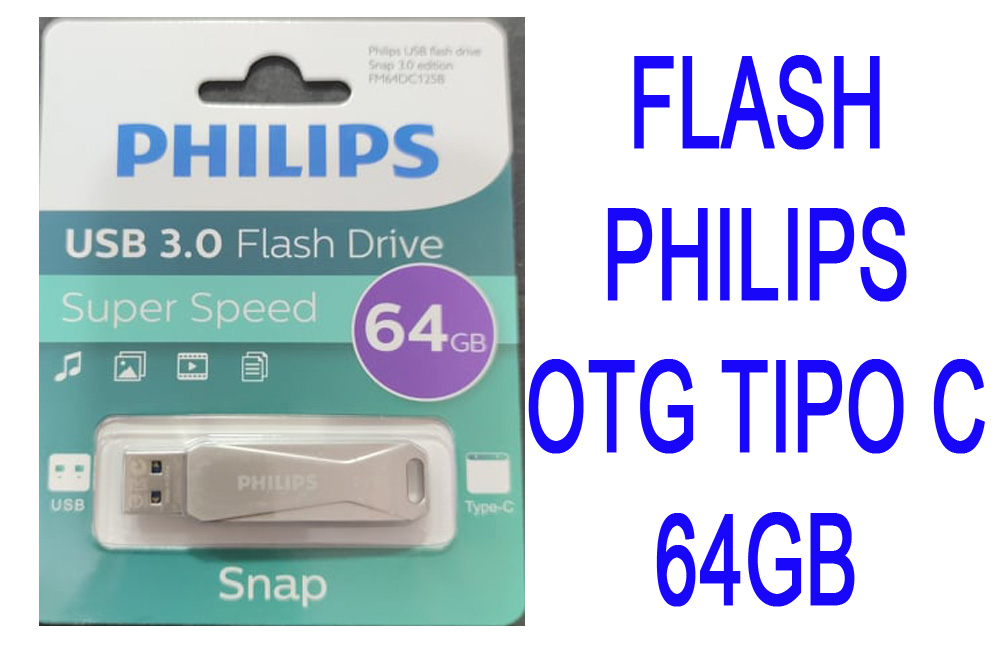 Philips USB flash drive
Snap 3.0 edition
FM64DC125B
PHILIPS
USB 3.0 Flash Drive
Super Speed
64GB
PHILIPS
USB
Type-C
Snap
FLASH
PHILIPS
OTG TIPO C
64GB